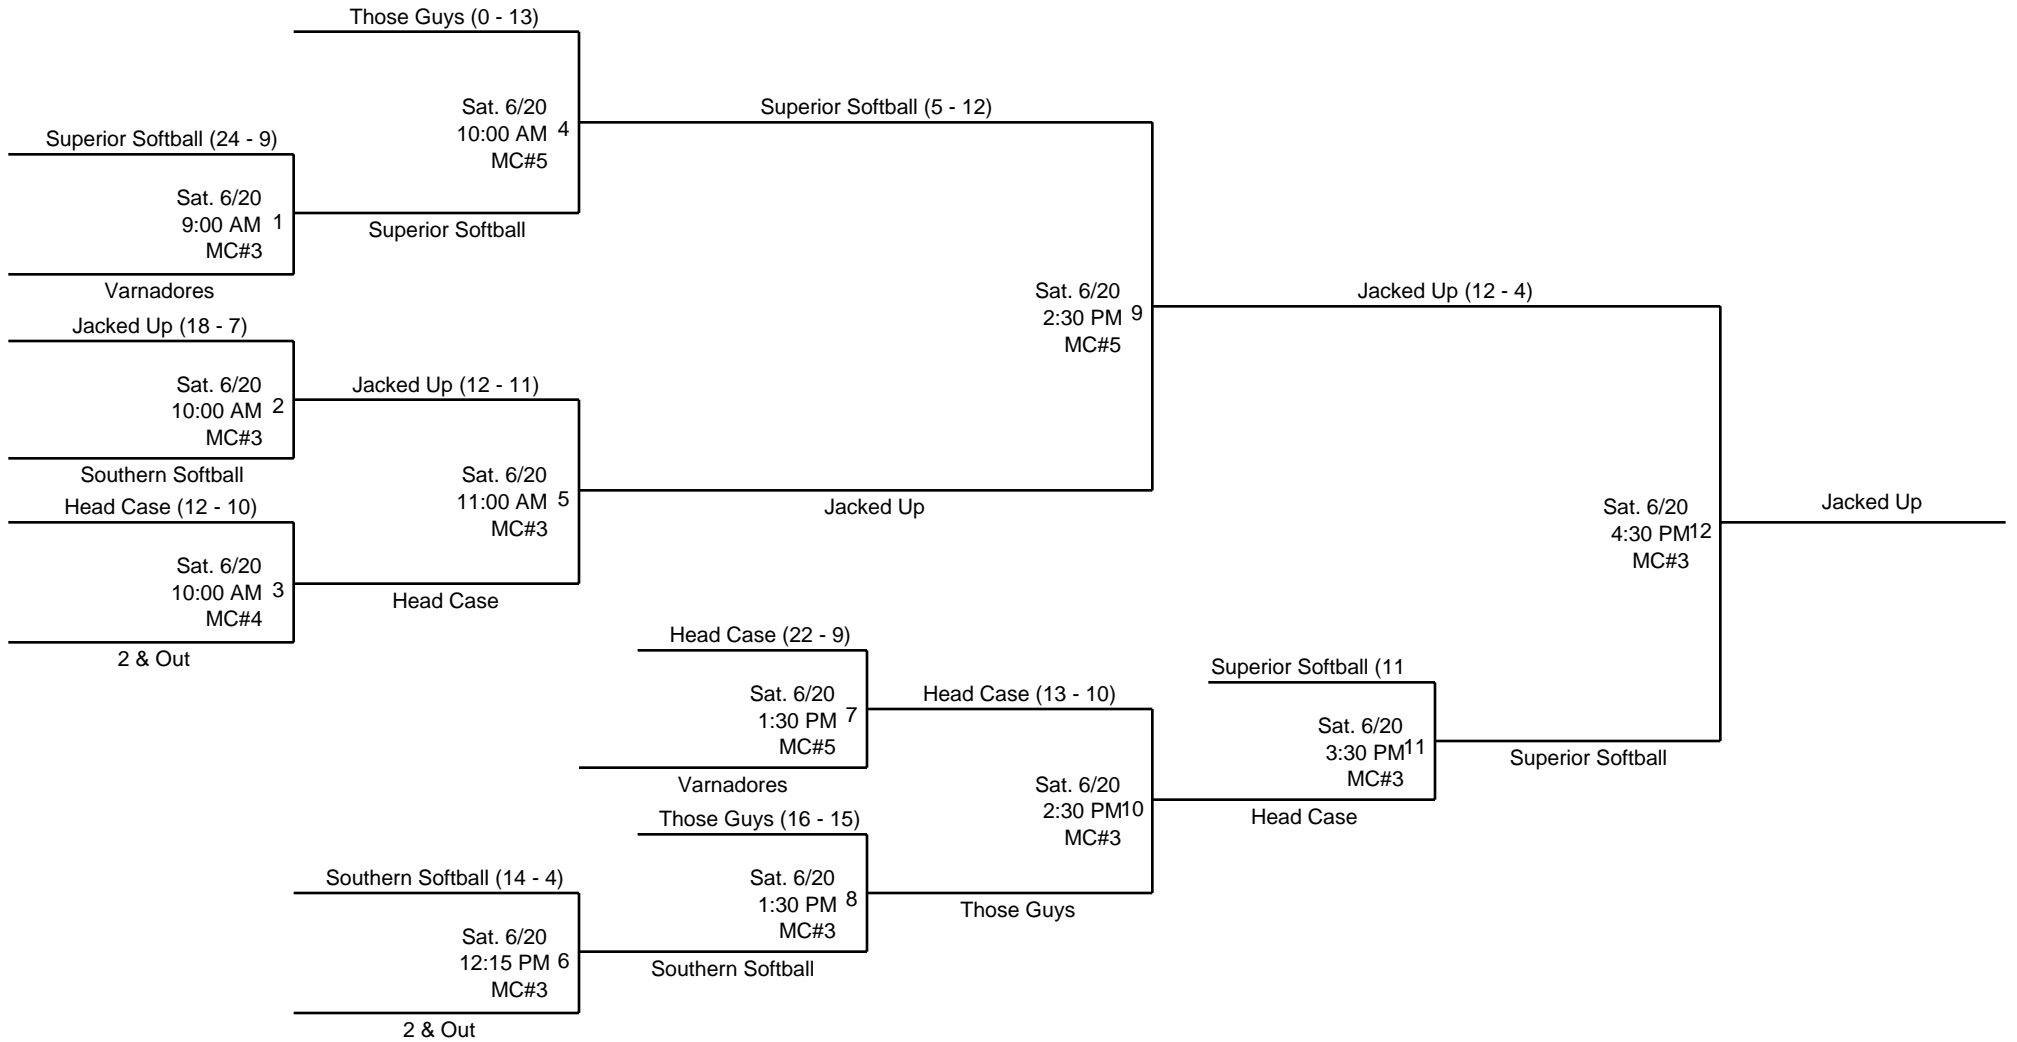 Those Guys (0 - 13)
Sat. 6/20
10:00 AM 4
MC#5
Superior Softball (5 - 12)
Superior Softball (24 - 9)
Sat. 6/20
9:00 AM 1
MC#3
Superior Softball
Varnadores
Jacked Up (18 - 7)
Sat. 6/20
10:00 AM 2
MC#3
Jacked Up (12 - 11)
Southern Softball
Sat. 6/20
11:00 AM 5
MC#3
Head Case (12 - 10)
Sat. 6/20
10:00 AM 3
MC#4
Head Case
2 & Out
Sat. 6/20
2:30 PM 9
MC#5
Jacked Up (12 - 4)
Jacked Up
Sat. 6/20
4:30 PM 12
MC#3
Jacked Up
Head Case (22 - 9)
Sat. 6/20
1:30 PM 7
MC#5
Varnadores
Head Case (13 - 10)
Sat. 6/20
2:30 PM 10
MC#3
Superior Softball (11
Sat. 6/20
3:30 PM 11
MC#3
Superior Softball
Head Case
Those Guys (16 - 15)
Sat. 6/20
1:30 PM 8
MC#3
Those Guys
Southern Softball (14 - 4)
Sat. 6/20
12:15 PM 6
MC#3
Southern Softball
2 & Out